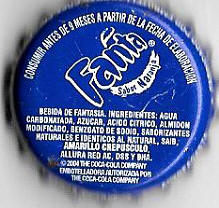 CONSUMIR ANTES DE 9 MESES A PARTIR DE LA FECHA DE ELABORACION
Fanta
Sabor Naranja
BEBIDA DE FANTASIA. INGREDIENTES: AGUA
CARBONATADA, AZUCAR, ACIDO CITRICO, ALMIDON
MODIFICADO, BENZOATO DE SODIO, SABORIZANTES
NATURALES E IDENTICOS AL NATURAL, SAIB,
AMARILLO CREPUSCULO
ALLURA RED AC, DSS Y BHA.
© 2004 THE COCA-COLA COMPANY
EMBOTELLADORA AUTORIZADA POR
THE COCA-COLA COMPANY